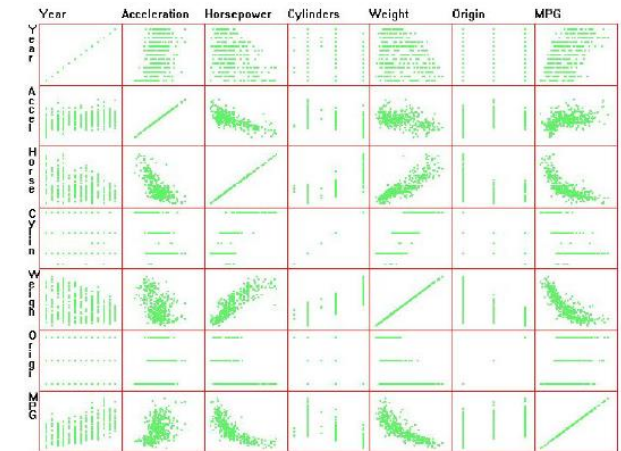 Year Acceleration Horsepower Cylinders Weight Origin MPG
Year
Accel
Horse
Cylin
Weigh
Origi
MPG